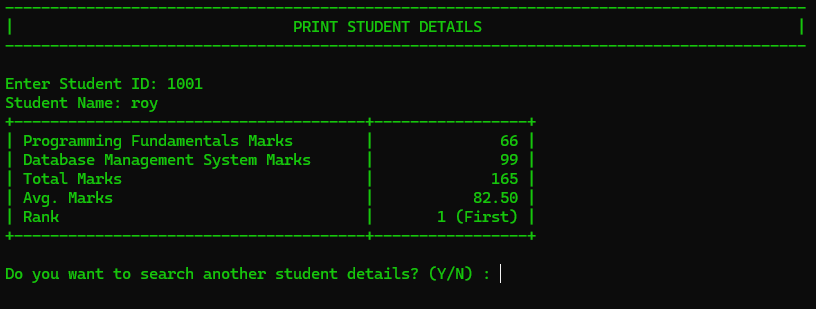 -----------------------------------------------------------------------------------------
|                               PRINT STUDENT DETAILS                                   |
-----------------------------------------------------------------------------------------
Enter Student ID: 1001
Student Name: roy
+---------------------------------------+-----------------+
| Programming Fundamentals Marks        |              66 |
| Database Management System Marks      |              99 |
| Total Marks                           |             165 |
| Avg. Marks                            |           82.50 |
| Rank                                  |       1 (First) |
+---------------------------------------+-----------------+
Do you want to search another student details? (Y/N) :